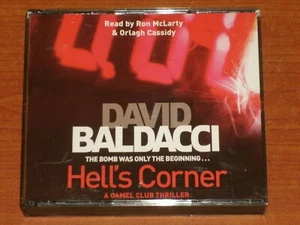 Read by Ron McLarty
& Orlagh Cassidy
DAVID
BALDACCI
THE BOMB WAS ONLY THE BEGINNING...
Hell's Corner
A CAMEL CLUB THRILLER